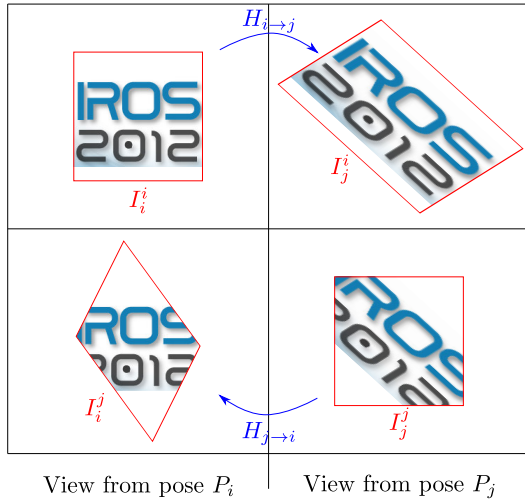 H_{i→j}
IROS
2012
I_i^i
IROS
2012
I_j^i
IROS
2012
I_i^j
IROS
2012
I_j^j
H_{j→i}
View from pose P_i
View from pose P_j